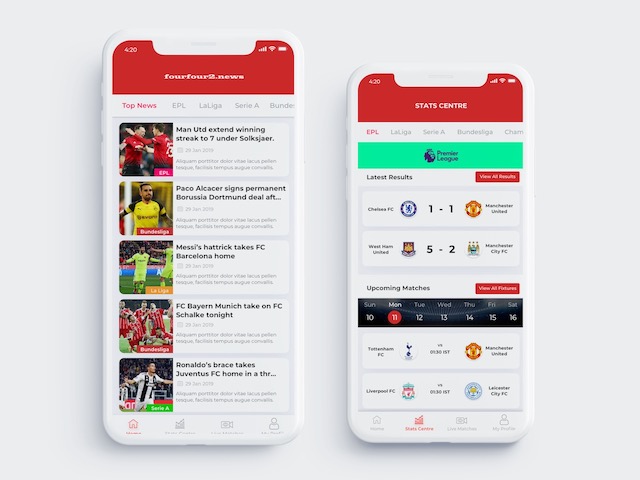 4:20
fourfour2.news
Top News EPL LaLiga Serie A Bundes
Man Utd extend winning
streak to 7 under Solksjaer.
29 Jan 2019
Aliquam porttitor dolor vitae lacus pellen
tesque, facilisis tempus augue convallis.
EPL
Paco Alcacer signs permanent
Borussia Dortmund deal aft...
29 Jan 2019
Aliquam porttitor dolor vitae lacus pellen
tesque, facilisis tempus augue convallis.
Bundesliga
Messi's hattrick takes FC
Barcelona home
29 Jan 2019
Aliquam porttitor dolor vitae lacus pellen
tesque, facilisis tempus augue convallis.
La Liga
FC Bayern Munich take on FC
Schalke tonight
29 Jan 2019
Aliquam porttitor dolor vitae lacus pellen
tesque, facilisis tempus augue convallis.
Bundesliga
Ronaldo's brace takes
Juventus FC home in a thr...
29 Jan 2019
Aliquam porttitor dolor vitae lacus pellen
tesque, facilisis tempus augue convallis.
Serie A
Home Stats Centre Live Matches My Profile
4:20
STATS CENTRE
EPL LaLiga Serie A Bundesliga Cham
Premier
League
Latest Results View All Results
Chelsea FC 1 - 1 Manchester
United
West Ham
United 5 - 2 Manchester
City FC
Upcoming Matches View All Fixtures
Sun Mon Tue Wed Thu Fri Sat
10 11 12 13 14 15 16
Tottenham
FC vs
01:30 IST Manchester
United
Liverpool FC vs
01:30 IST Leicester
City FC
Home Stats Centre Live Matches My Profile